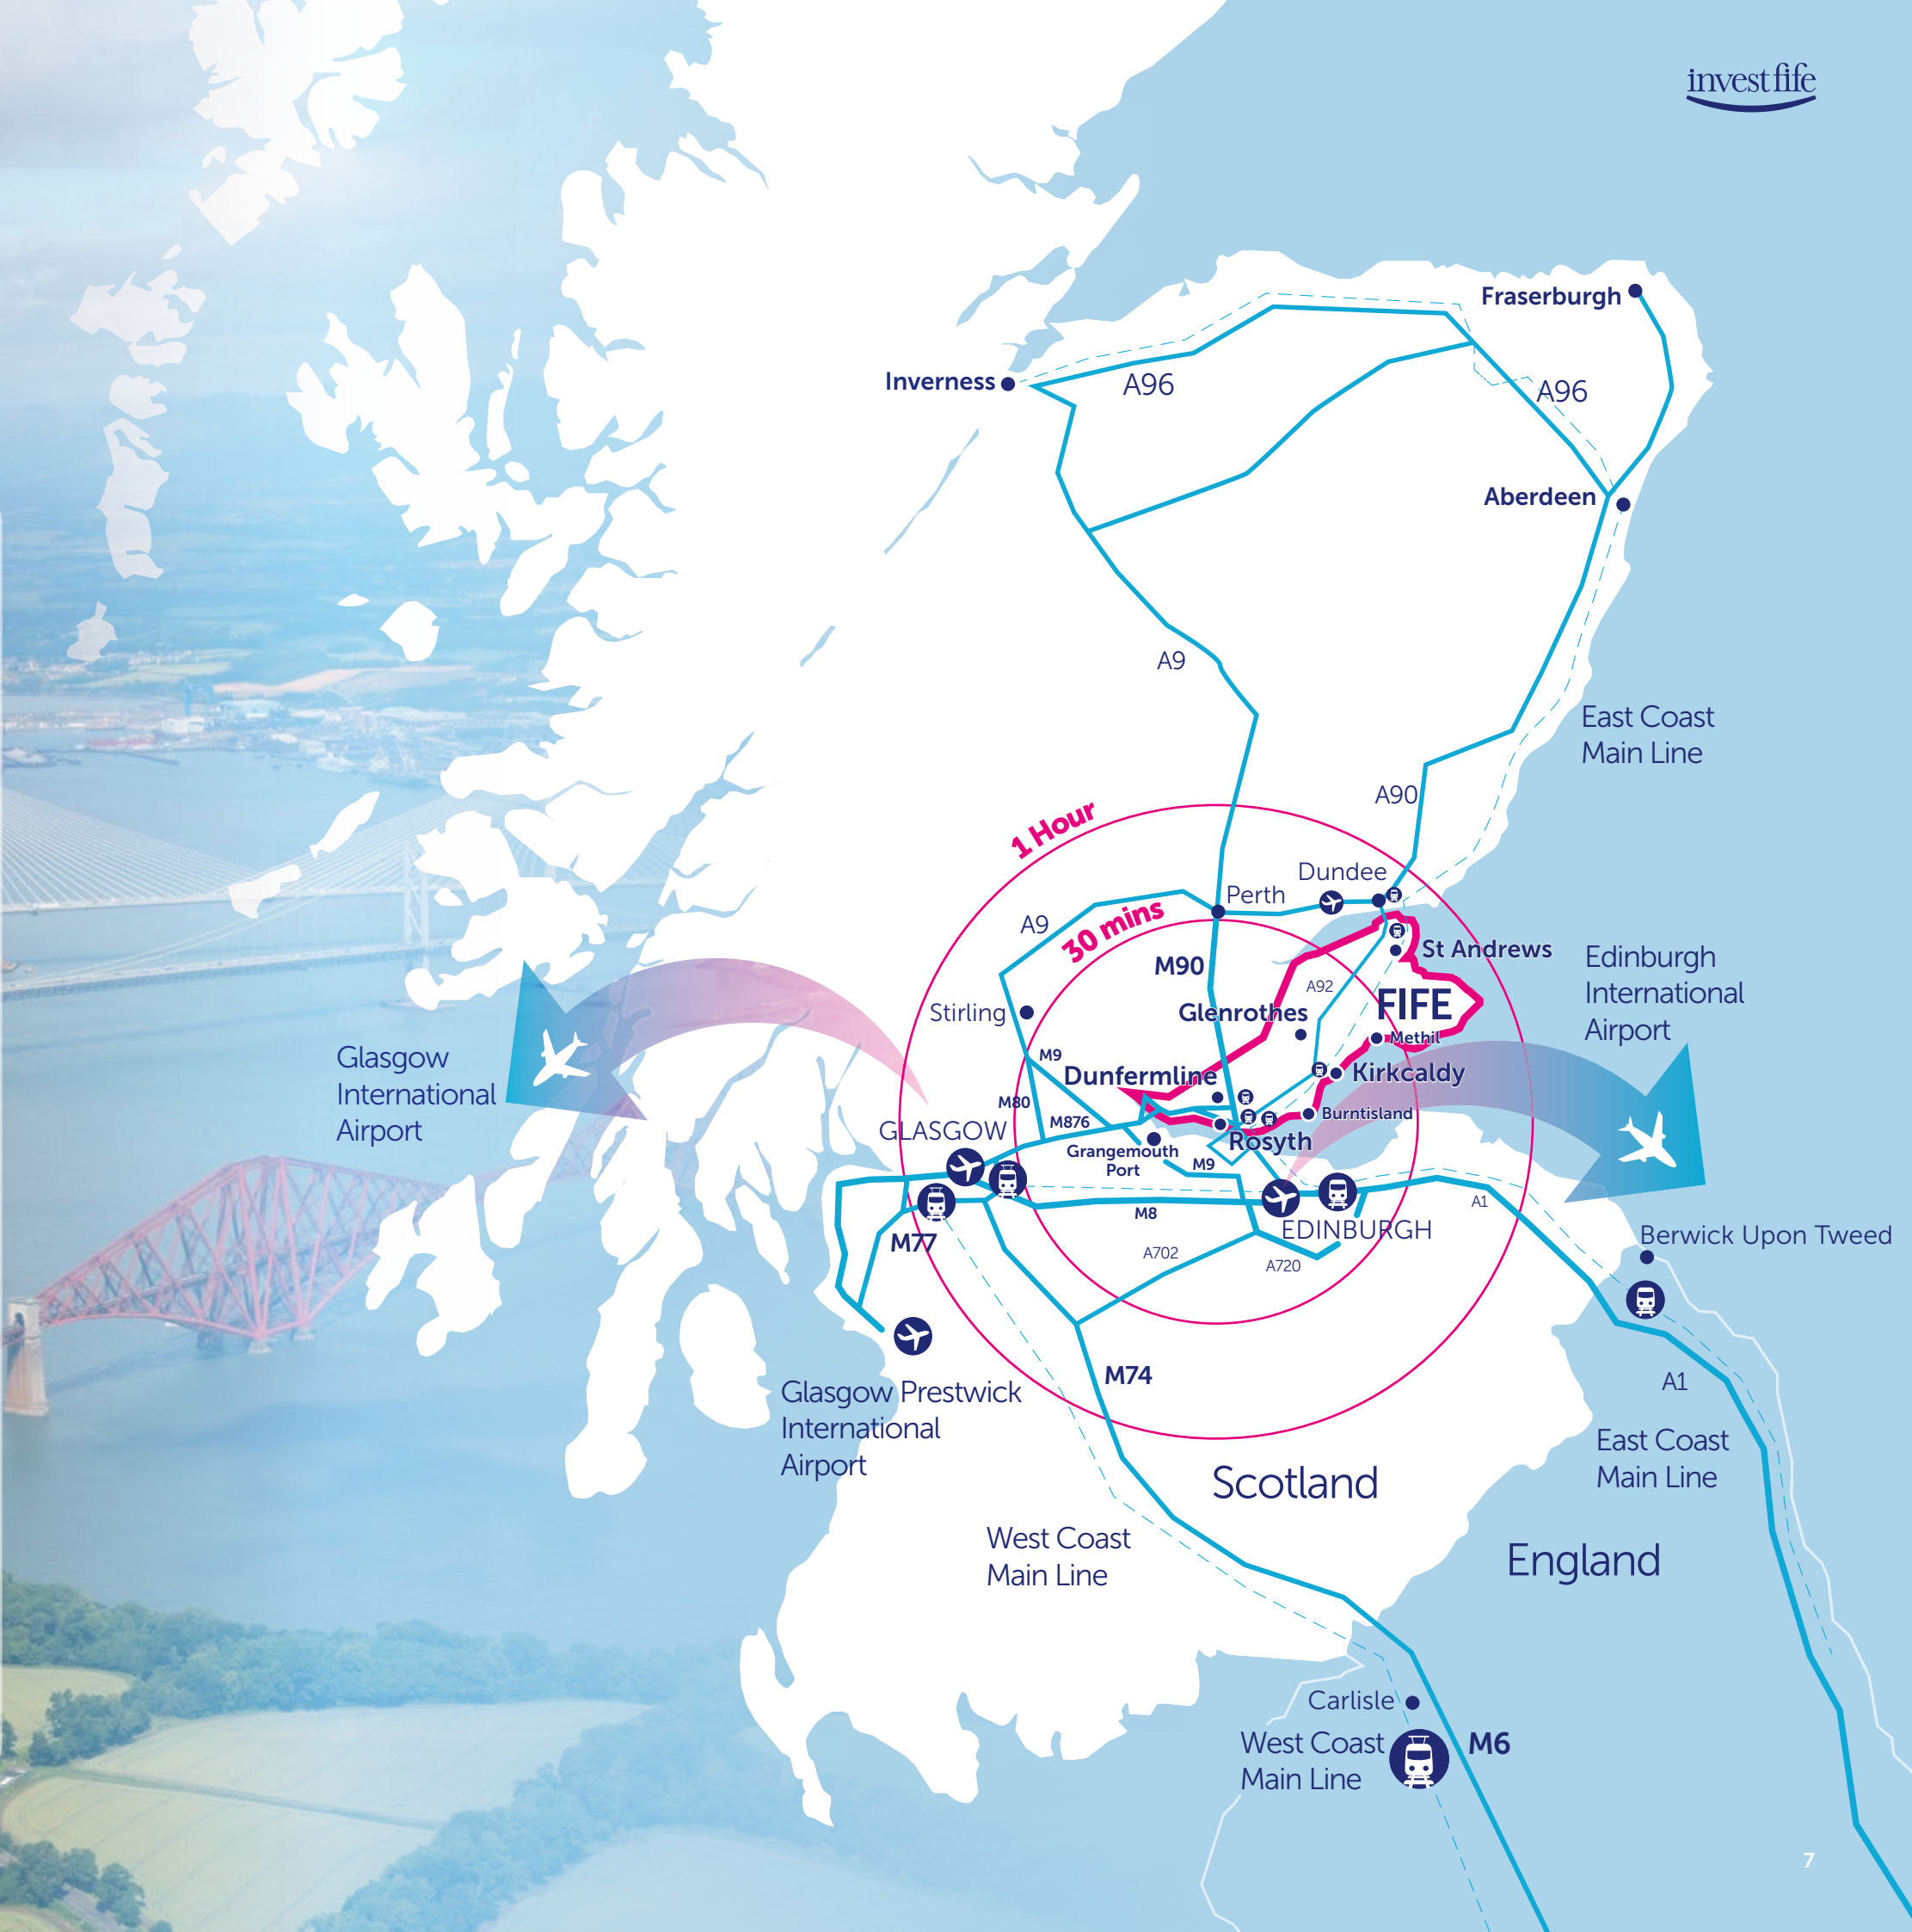 investfife
Fraserburgh
Inverness
A96
A96
Aberdeen
A9
East Coast
Main Line
A90
1 Hour
Dundee
Perth
30 mins
A9
St Andrews
M90
Edinburgh
International
Airport
A92
FIFE
Stirling
Glenrothes
Methil
Glasgow
International
Airport
M9
Dunfermline
Kirkcaldy
M80
M876
Burntisland
GLASGOW
Rosyth
Grangemouth
Port
M9
M8
A1
EDINBURGH
Berwick Upon Tweed
M77
A702
A720
M74
A1
Glasgow Prestwick
International
Airport
East Coast
Main Line
Scotland
West Coast
Main Line
England
Carlisle
West Coast
Main Line
M6
7